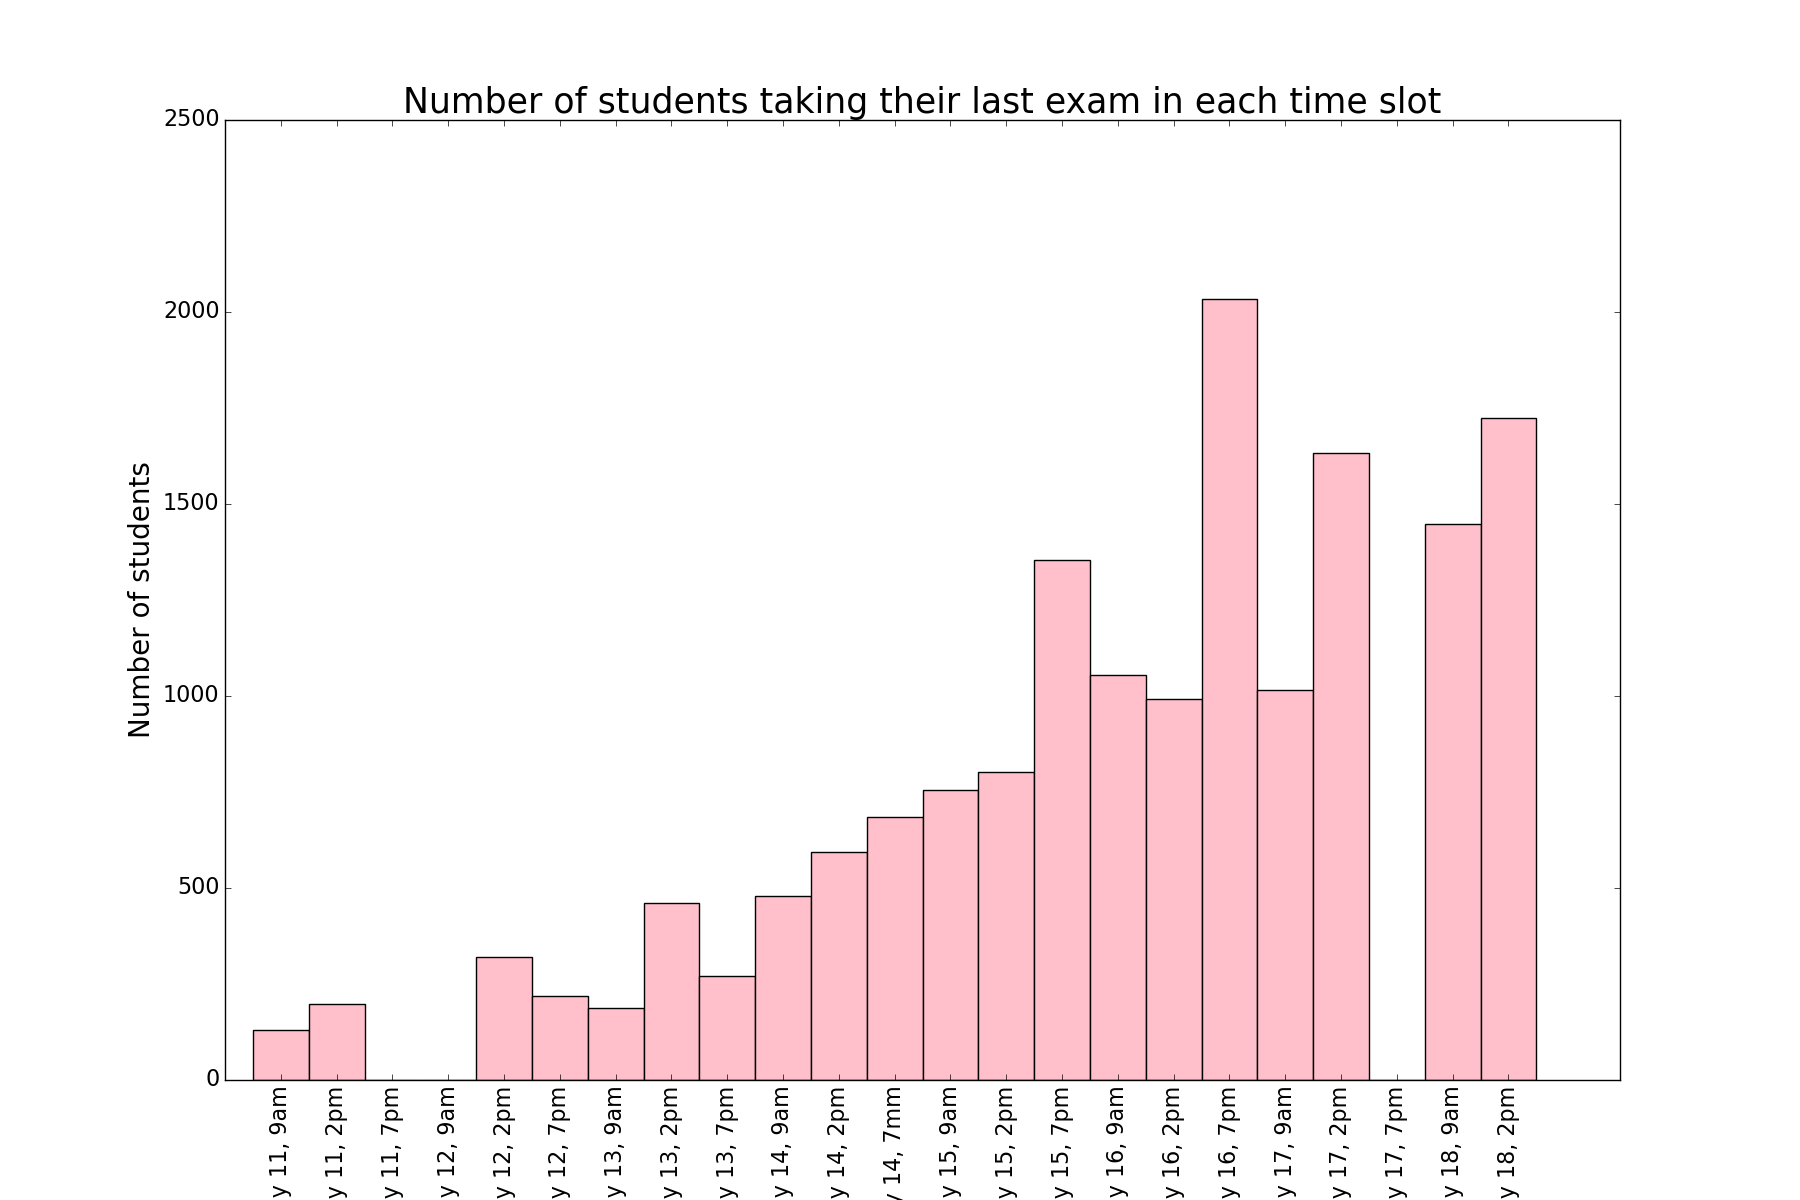 Number of students taking their last exam in each time slot
Number of students
2500
2000
1500
1000
500
0
y 11, 9am
y 11, 2pm
y 11, 7pm
y 12, 9am
y 12, 2pm
y 12, 7pm
y 13, 9am
y 13, 2pm
y 13, 7pm
y 14, 9am
y 14, 2pm
y 14, 7mm
y 15, 9am
y 15, 2pm
y 15, 7pm
y 16, 9am
y 16, 2pm
y 16, 7pm
y 17, 9am
y 17, 2pm
y 17, 7pm
y 18, 9am
y 18, 2pm